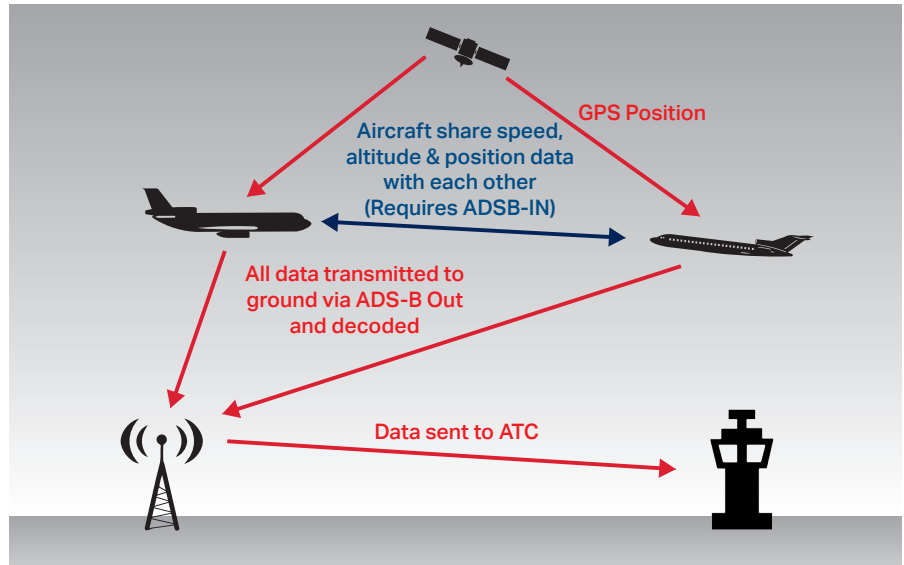 GPS Position
Aircraft share speed,
altitude & position data
with each other
(Requires ADSB-IN)
All data transmitted to
ground via ADS-B Out
and decoded
Data sent to ATC